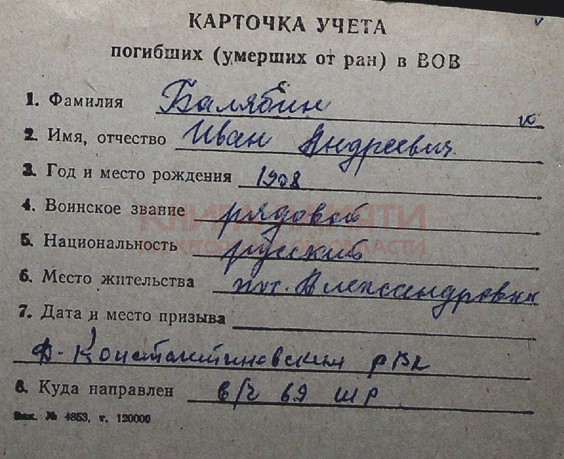 КАРТОЧКА УЧЕТА
погибших (умерших от ран) в ВОВ
1. Фамилия Балябин
2. Имя, отчество Иван Андреевич
3. Год и место рождения 1908
4. Воинское звание рядовой
5. Национальность русский
6. Место жительства Александровка
7. Дата и место призыва
Д-Константиновским рвк
8. Куда направлен в/ч 69
Зак. № 4853, т. 120000
КНИГА ПАМЯТИ